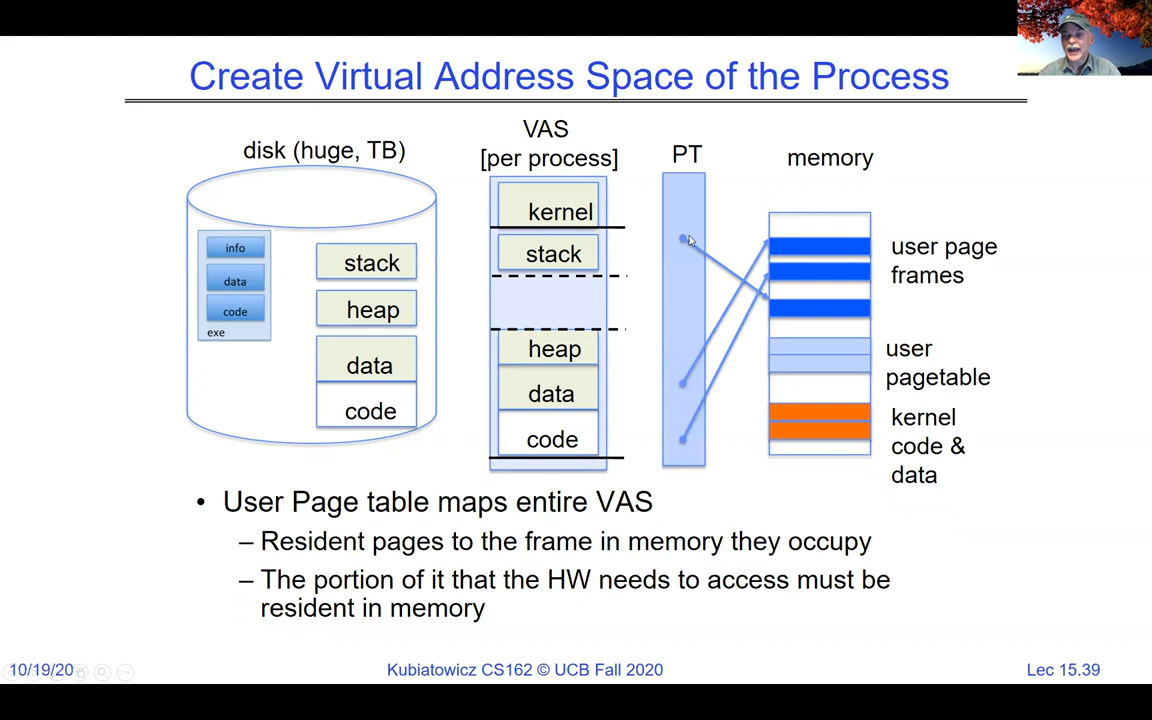 Create Virtual Address Space of the Process
disk (huge, TB)
VAS
[per process]
PT
memory
info
data
code
exe
stack
heap
data
code
kernel
stack
heap
data
code
user page
frames
user
pagetable
kernel
code &
data
• User Page table maps entire VAS
– Resident pages to the frame in memory they occupy
– The portion of it that the HW needs to access must be
resident in memory
10/19/20
Kubiatowicz CS162 © UCB Fall 2020
Lec 15.39